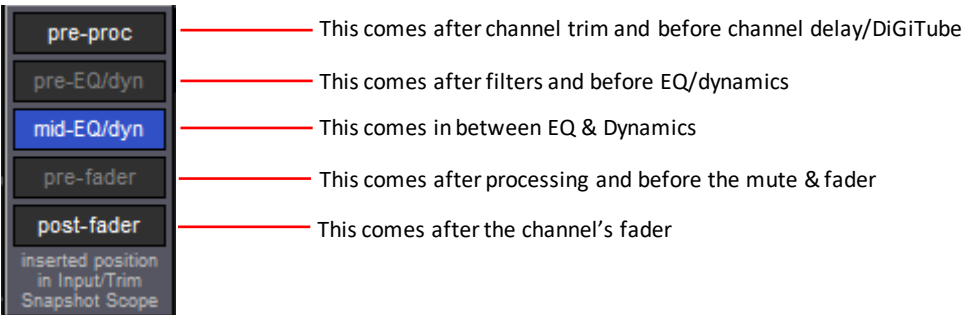 pre-proc This comes after channel trim and before channel delay/DiGiTube
pre-EQ/dyn This comes after filters and before EQ/dynamics
mid-EQ/dyn This comes in between EQ & Dynamics
pre-fader This comes after processing and before the mute & fader
post-fader This comes after the channel's fader
inserted position
in Input/Trim
Snapshot Scope